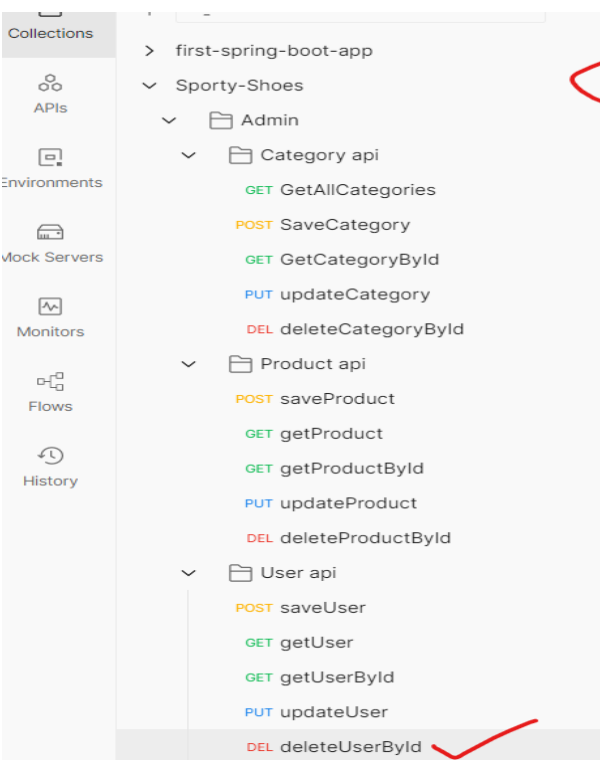 Collections
APIs
Environments
Mock Servers
Monitors
Flows
History
first-spring-boot-app
Sporty-Shoes
Admin
Category api
GET GetAllCategories
POST SaveCategory
GET GetCategoryById
PUT updateCategory
DEL deleteCategoryById
Product api
POST saveProduct
GET getProduct
GET getProductById
PUT updateProduct
DEL deleteProductById
User api
POST saveUser
GET getUser
GET getUserById
PUT updateUser
DEL deleteUserById